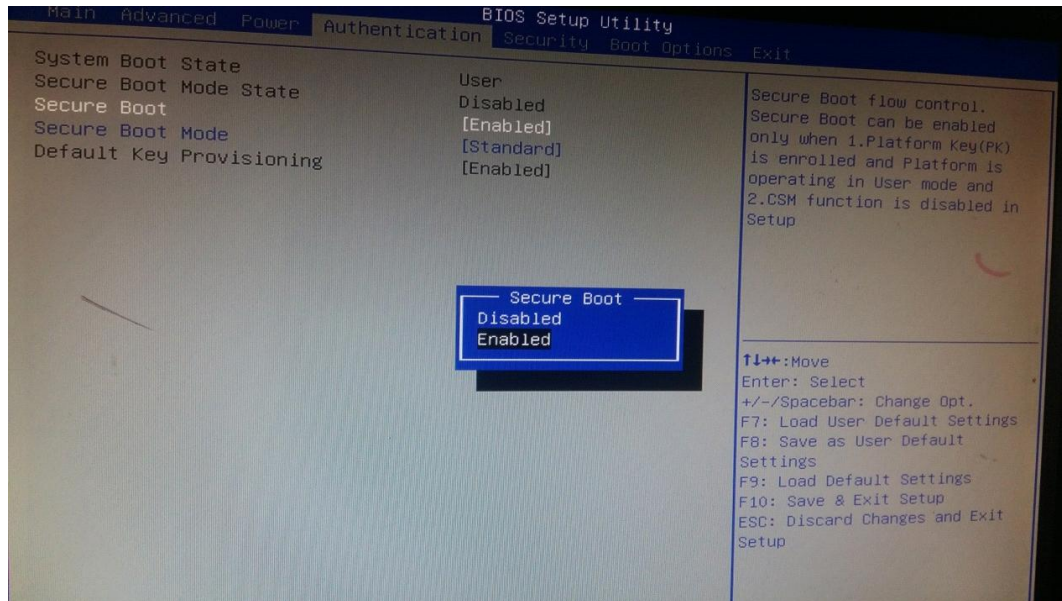 BIOS Setup Utility
Main Advanced Power Authentication Security Boot Options Exit
System Boot State User
Secure Boot Mode State Disabled
Secure Boot [Enabled]
Secure Boot Mode [Standard]
Default Key Provisioning [Enabled]
Secure Boot flow control.
Secure Boot can be enabled
only when 1.Platform Key(PK)
is enrolled and Platform is
operating in User mode and
2.CSM function is disabled in
Setup
Secure Boot
Disabled
Enabled
↑↓→←:Move
Enter: Select
+/-/Spacebar: Change Opt.
F7: Load User Default Settings
F8: Save as User Default
Settings
F9: Load Default Settings
F10: Save & Exit Setup
ESC: Discard Changes and Exit
Setup